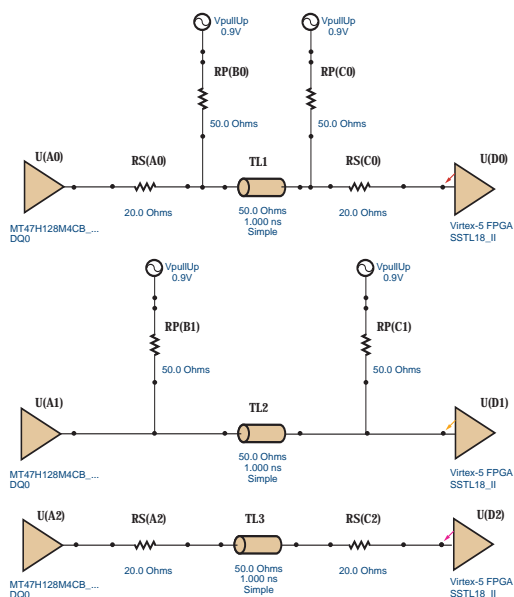 VpullUp
0.9V
VpullUp
0.9V
RP(B0)
RP(C0)
50.0 Ohms
50.0 Ohms
U(A0)
RS(A0)
TL1
RS(C0)
U(D0)
20.0 Ohms
50.0 Ohms
1.000 ns
Simple
20.0 Ohms
MT47H128M4CB_...
DQ0
Virtex-5 FPGA
SSTL18_II
VpullUp
0.9V
VpullUp
0.9V
RP(B1)
RP(C1)
50.0 Ohms
50.0 Ohms
U(A1)
TL2
U(D1)
50.0 Ohms
1.000 ns
Simple
MT47H128M4CB_...
DQ0
Virtex-5 FPGA
SSTL18_II
U(A2)
RS(A2)
TL3
RS(C2)
U(D2)
20.0 Ohms
50.0 Ohms
1.000 ns
Simple
20.0 Ohms
MT47H128M4CB_...
DQ0
Virtex-5 FPGA
SSTL18_II